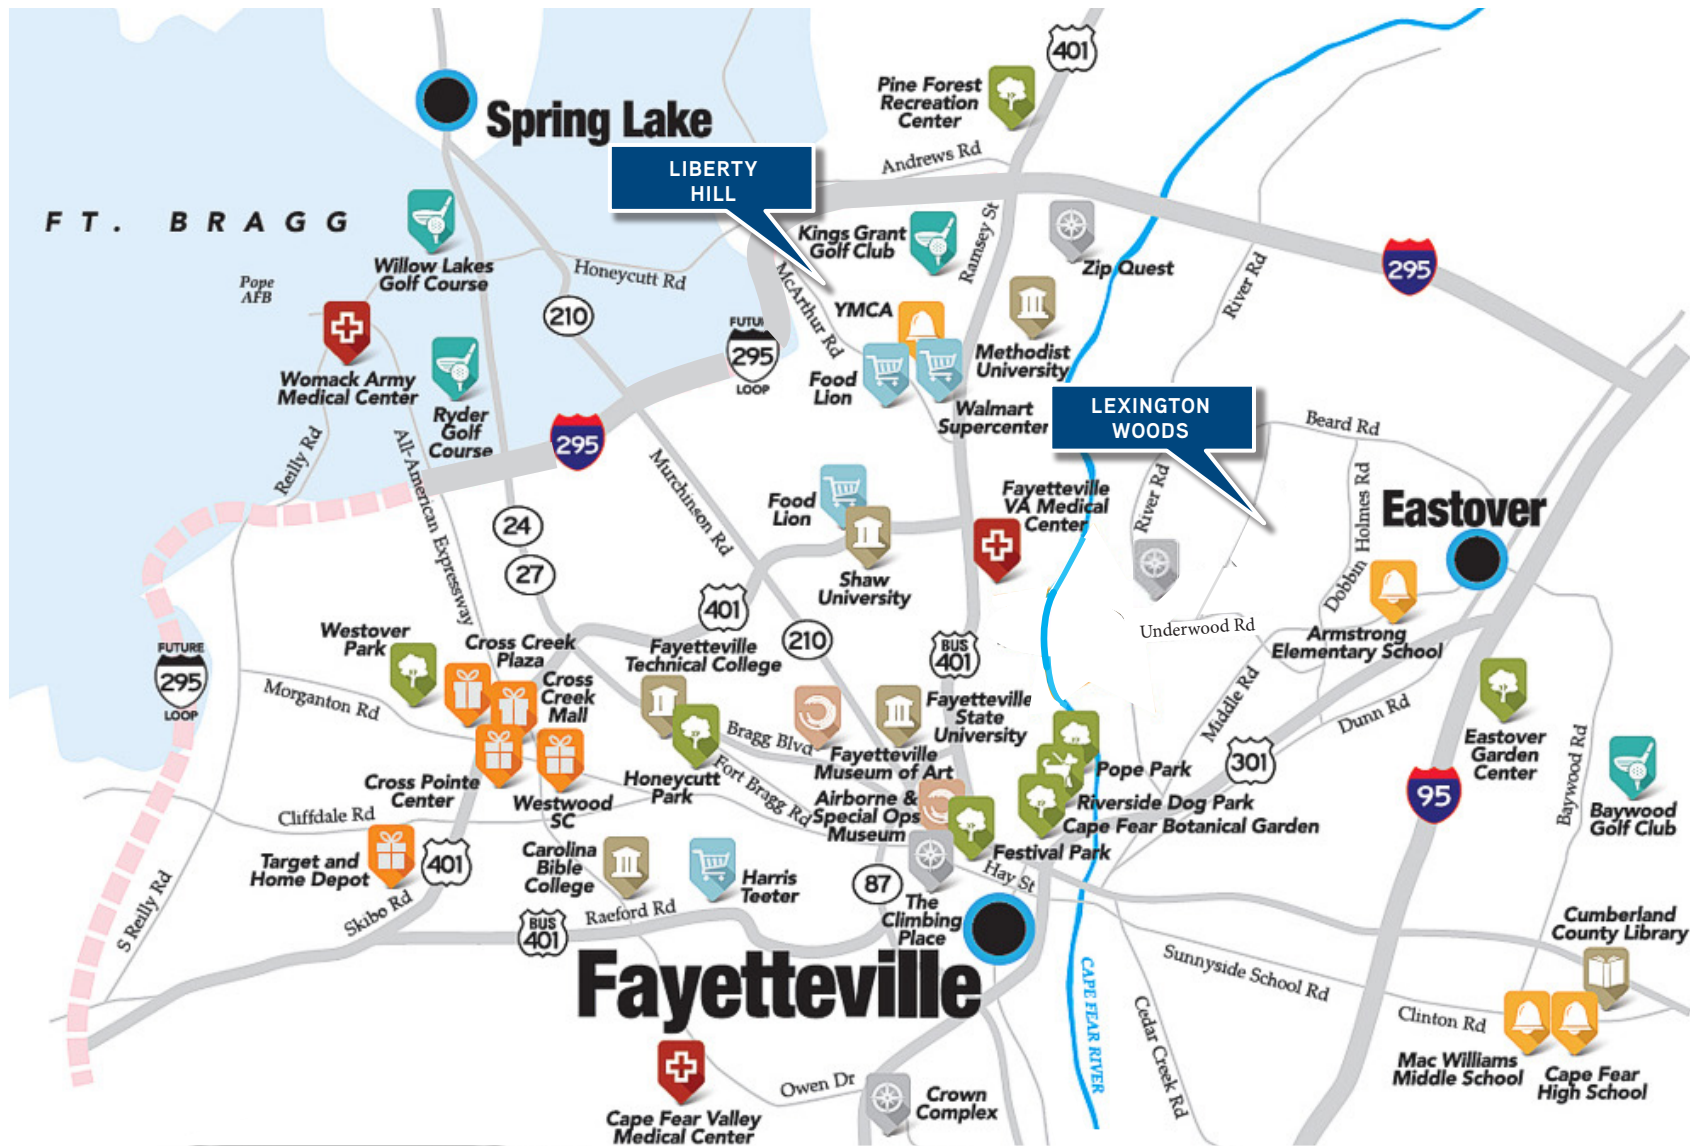 401
Pine Forest
Recreation
Center
Spring Lake
Andrews Rd
LIBERTY
HILL
FT. BRAGG
Kings Grant
Golf Club
Ramsey St
Zip Quest
295
Willow Lakes
Golf Course
Honeycutt Rd
Pope
AFB
McArthur Rd
River Rd
210
YMCA
FUTU
295
LOOP
Methodist
University
Womack Army
Medical Center
Ryder
Golf
Course
Food
Lion
Walmart
Supercenter
LEXINGTON
WOODS
Beard Rd
Reilly Rd
295
All-American Expressway
Murchinson Rd
Food
Lion
Fayetteville
VA Medical
Center
River Rd
Dobbin Holmes Rd
Eastover
24
27
Shaw
University
401
Underwood Rd
Armstrong
Elementary School
Westover
Park
Cross Creek
Plaza
Fayetteville
Technical College
210
BUS
401
FUTURE
295
LOOP
Morganton Rd
Cross
Creek
Mall
Fayetteville
State
University
Middle Rd
Dunn Rd
Bragg Blvd
Fayetteville
Museum of Art
Eastover
Garden
Center
Baywood Rd
301
Pope Park
Cross Pointe
Center
Westwood
SC
Honeycutt
Park
Fort Bragg Rd
Airborne &
Special Ops
Museum
Riverside Dog Park
Cape Fear Botanical Garden
95
Baywood
Golf Club
Cliffdale Rd
Festival Park
Target and
Home Depot
401
Carolina
Bible
College
Harris
Teeter
87
Hay St
The
Climbing
Place
S Reilly Rd
Skibo Rd
BUS
401
Raeford Rd
Cumberland
County Library
Fayetteville
CAPE FEAR RIVER
Sunnyside School Rd
Cedar Creek Rd
Clinton Rd
Mac Williams
Middle School
Cape Fear
High School
Owen Dr
Crown
Complex
Cape Fear Valley
Medical Center